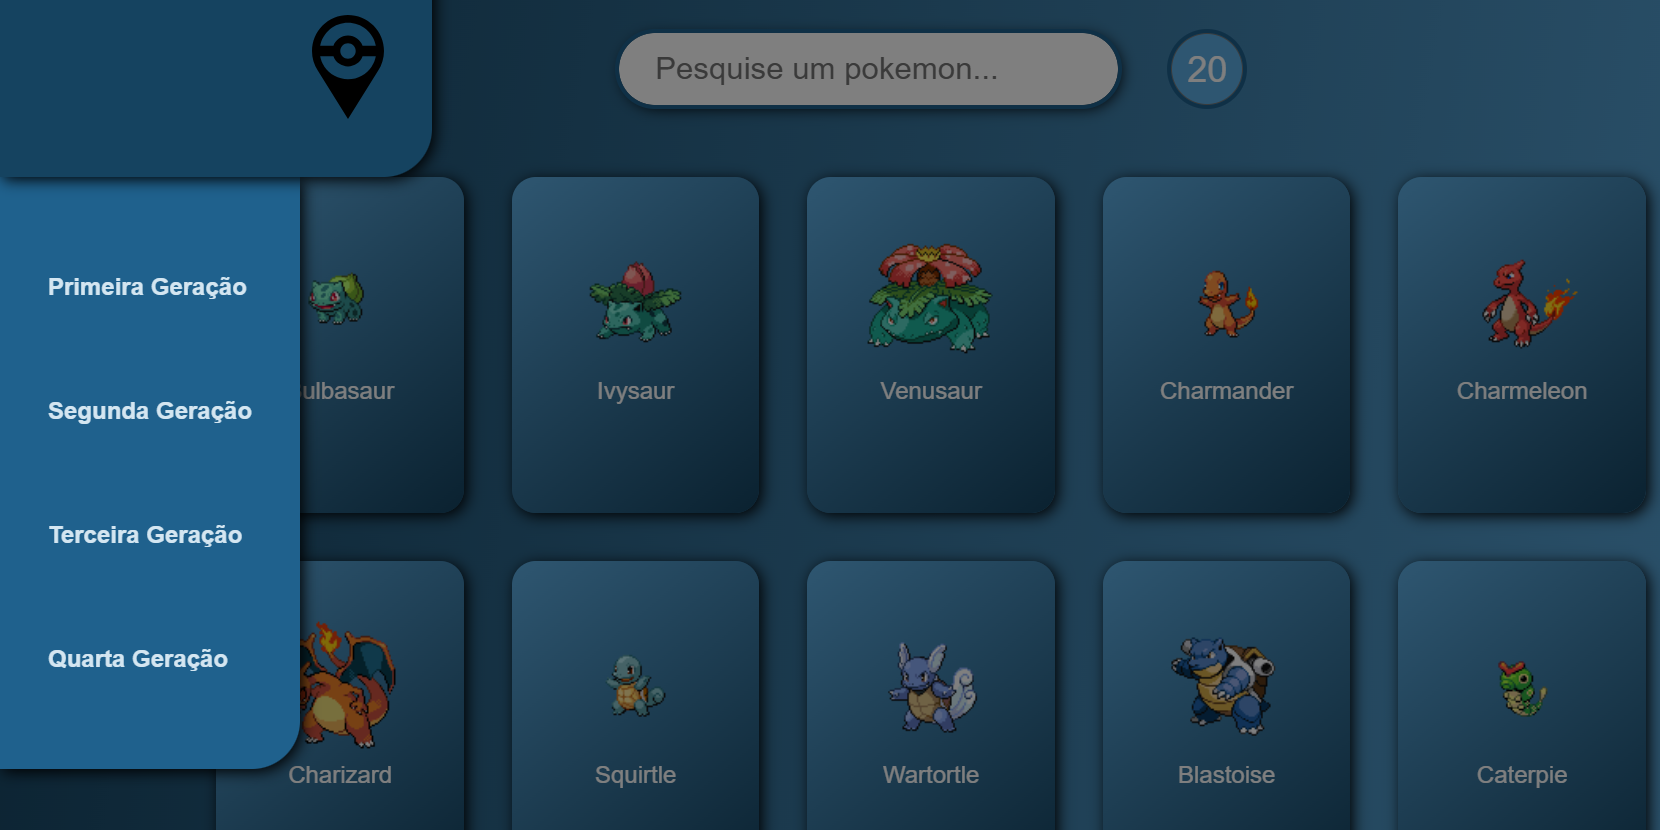 Pesquise um pokemon...
20
Primeira Geração
Segunda Geração
Terceira Geração
Quarta Geração
ulbasaur
Ivysaur
Venusaur
Charmander
Charmeleon
Charizard
Squirtle
Wartortle
Blastoise
Caterpie